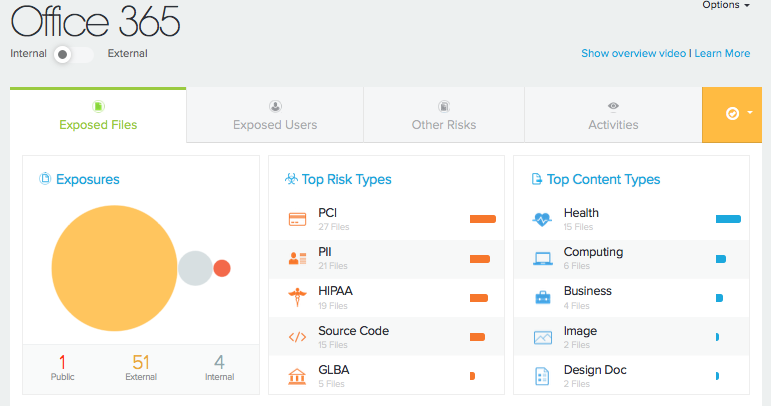 Office 365
Options
Internal External
Show overview video | Learn More
Exposed Files
Exposed Users
Other Risks
Activities
Exposures
1 51 4
Public External Internal
Top Risk Types
PCI
27 Files
PII
21 Files
HIPAA
19 Files
Source Code
15 Files
GLBA
5 Files
Top Content Types
Health
15 Files
Computing
6 Files
Business
4 Files
Image
2 Files
Design Doc
2 Files